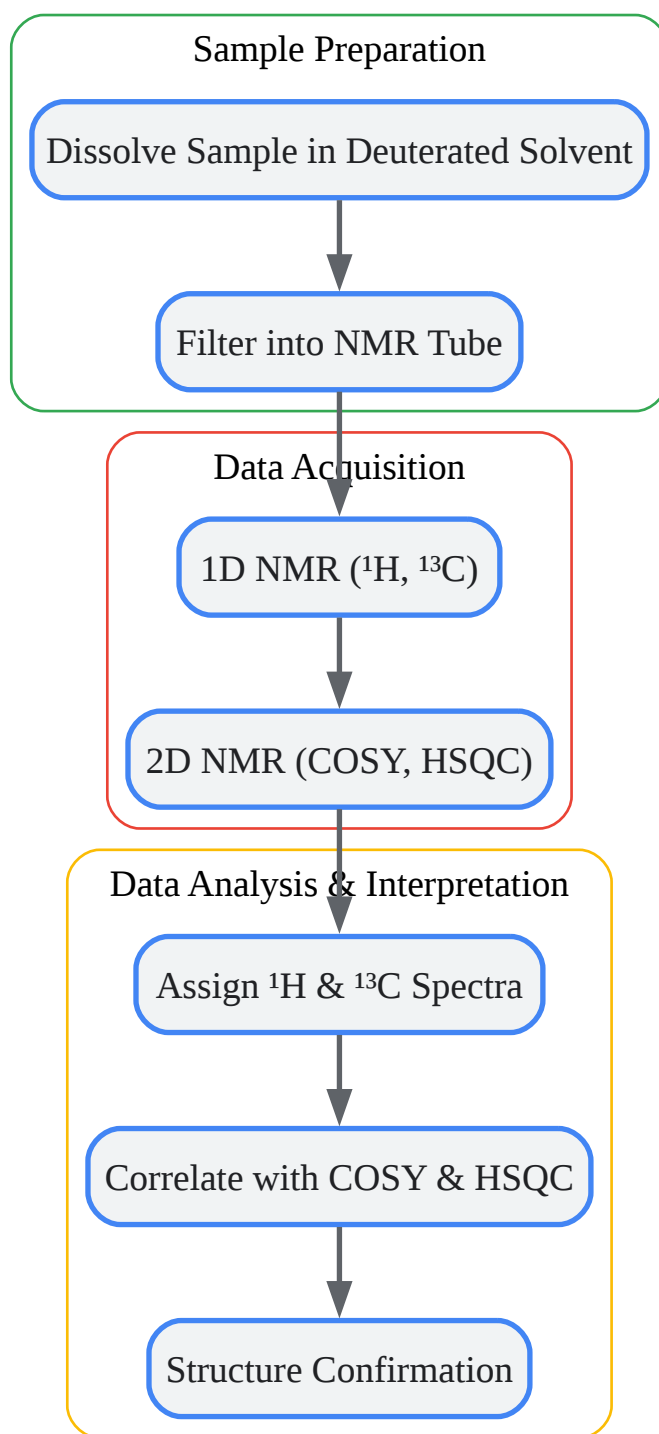 Sample Preparation
Dissolve Sample in Deuterated Solvent
Filter into NMR Tube
Data Acquisition
1D NMR (¹H, ¹³C)
2D NMR (COSY, HSQC)
Data Analysis & Interpretation
Assign ¹H & ¹³C Spectra
Correlate with COSY & HSQC
Structure Confirmation